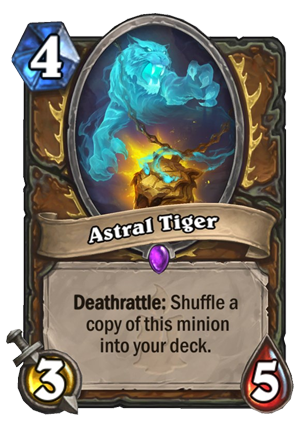 4
Astral Tiger
Deathrattle: Shuffle a
copy of this minion
into your deck.
3
5